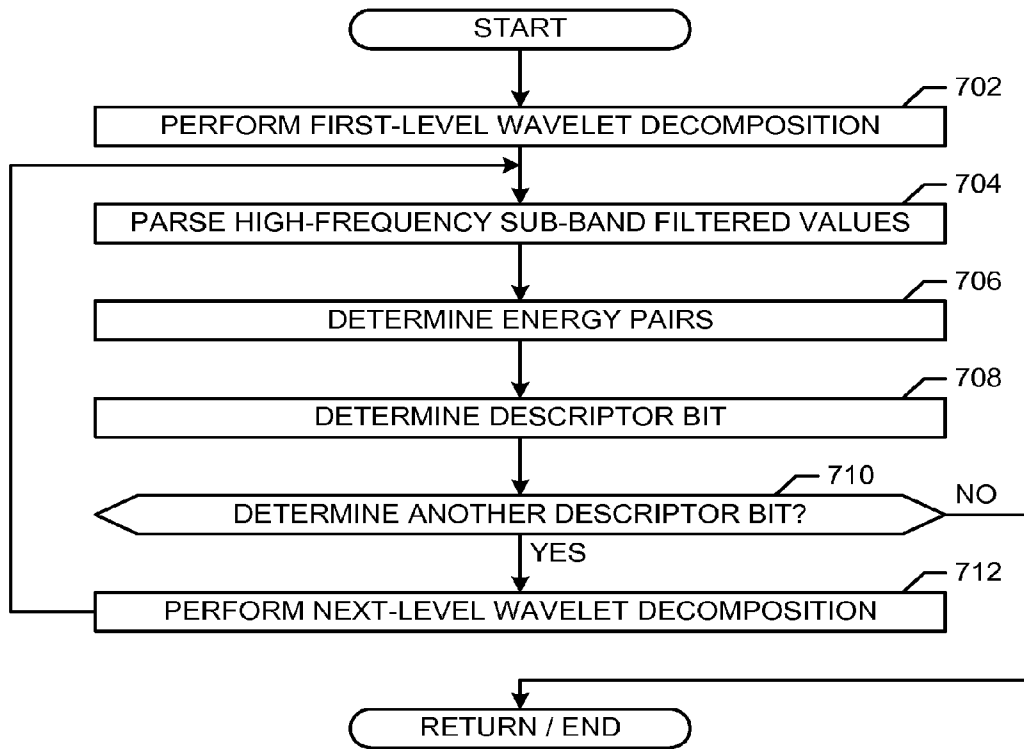 START
702
PERFORM FIRST-LEVEL WAVELET DECOMPOSITION
704
PARSE HIGH-FREQUENCY SUB-BAND FILTERED VALUES
706
DETERMINE ENERGY PAIRS
708
DETERMINE DESCRIPTOR BIT
710
DETERMINE ANOTHER DESCRIPTOR BIT?
NO
YES
712
PERFORM NEXT-LEVEL WAVELET DECOMPOSITION
RETURN / END